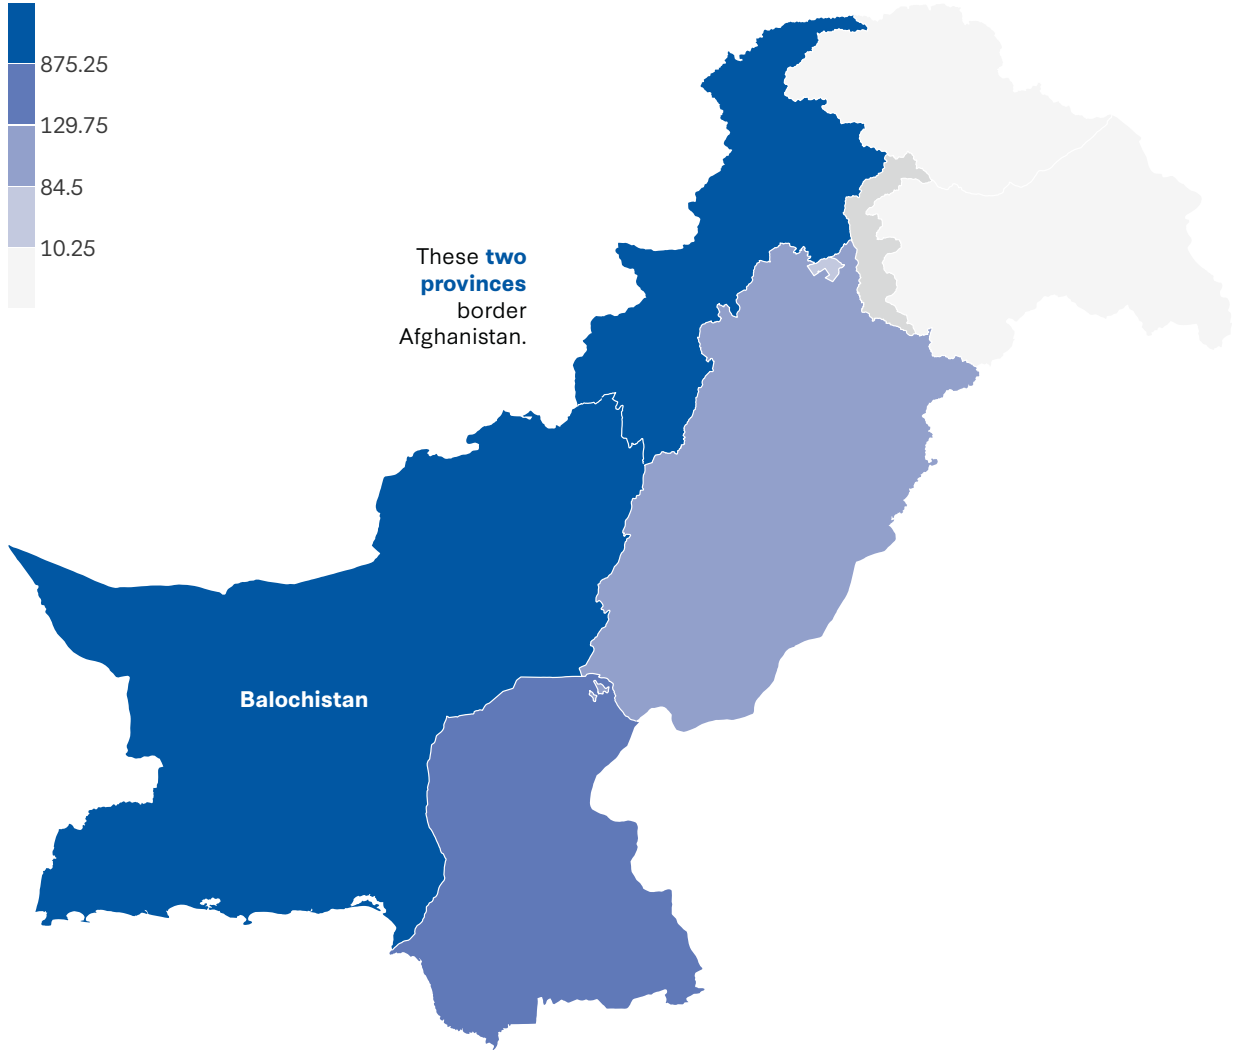 875.25
129.75
84.5
10.25
These two
provinces
border
Afghanistan.
Balochistan